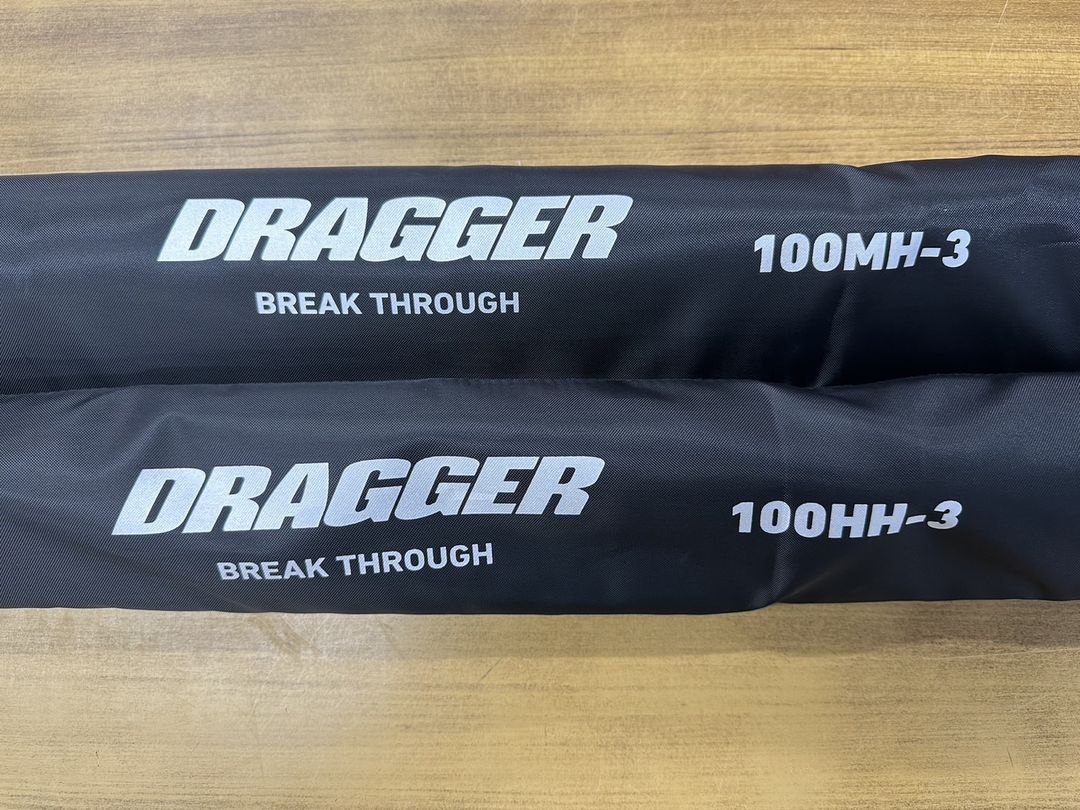 DRAGGER
BREAK THROUGH
100MH-3
DRAGGER
BREAK THROUGH
100HH-3